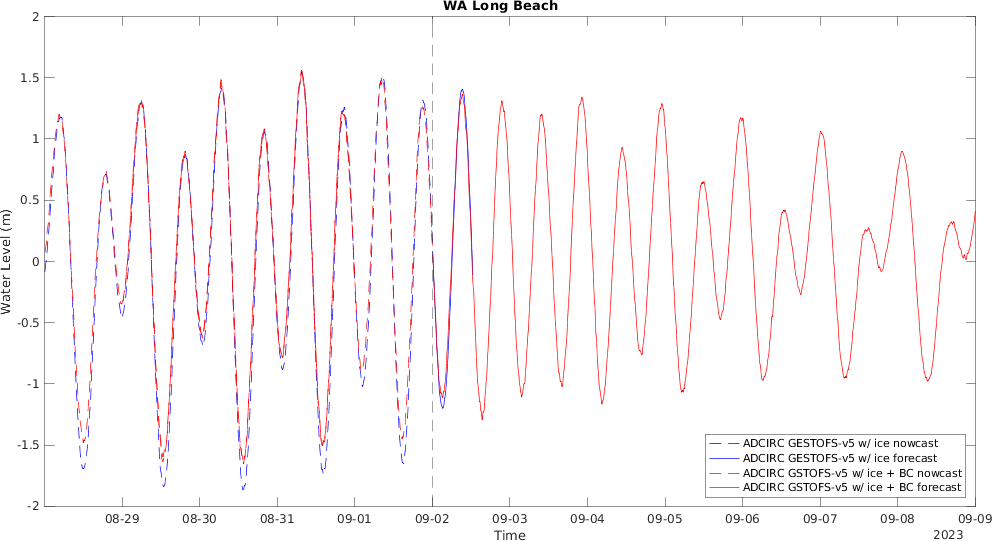 WA Long Beach
2
1.5
1
0.5
0
-0.5
-1
-1.5
-2
Water Level (m)
ADCIRC GESTOFS-v5 w/ ice nowcast
ADCIRC GESTOFS-v5 w/ ice forecast
ADCIRC GSTOFS-v5 w/ ice + BC nowcast
ADCIRC GSTOFS-v5 w/ ice + BC forecast
08-29 08-30 08-31 09-01 09-02 09-03 09-04 09-05 09-06 09-07 09-08 09-09
Time
2023